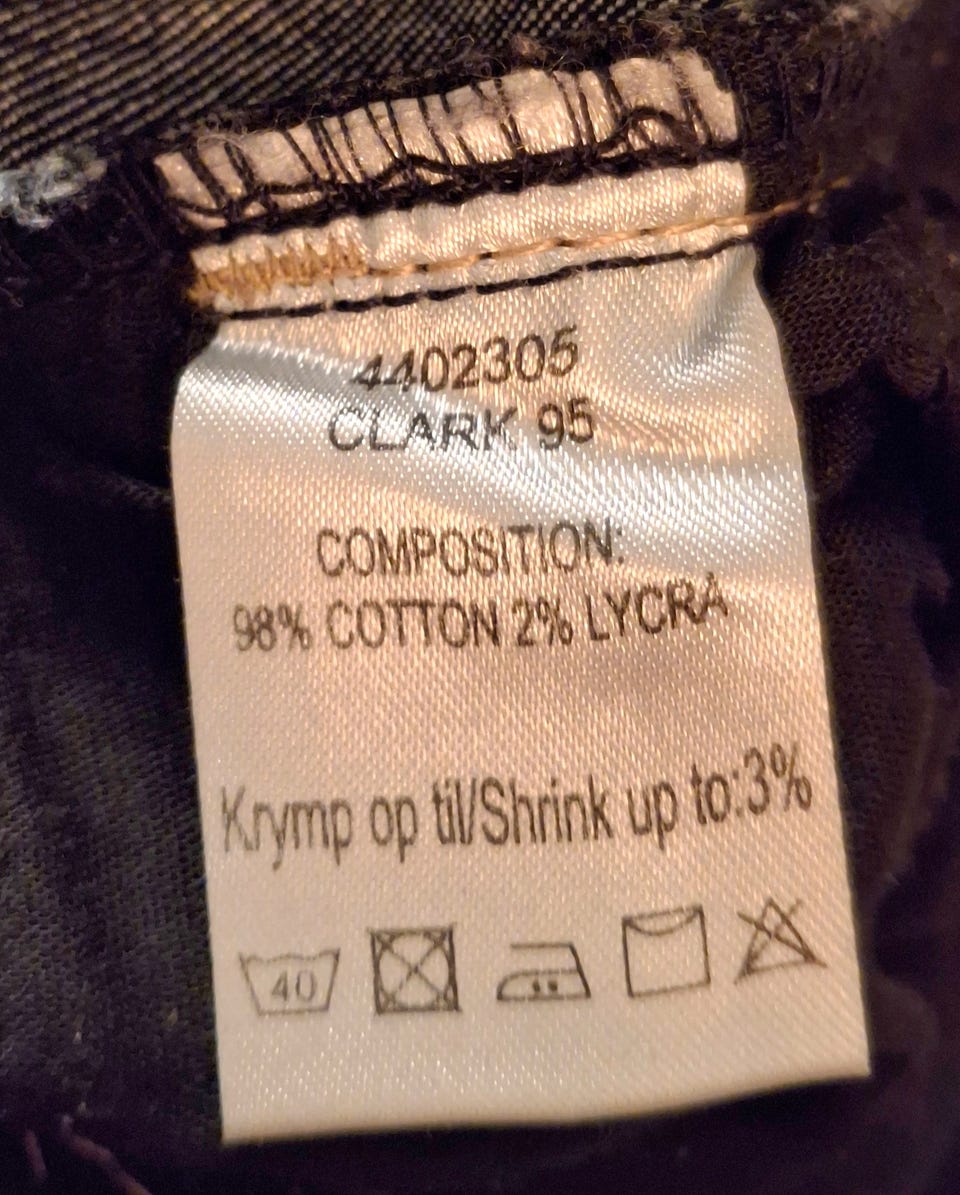 4402305
CLARK 95
COMPOSITION:
98% COTTON 2% LYCRA
Krymp op til/Shrink up to:3%
40